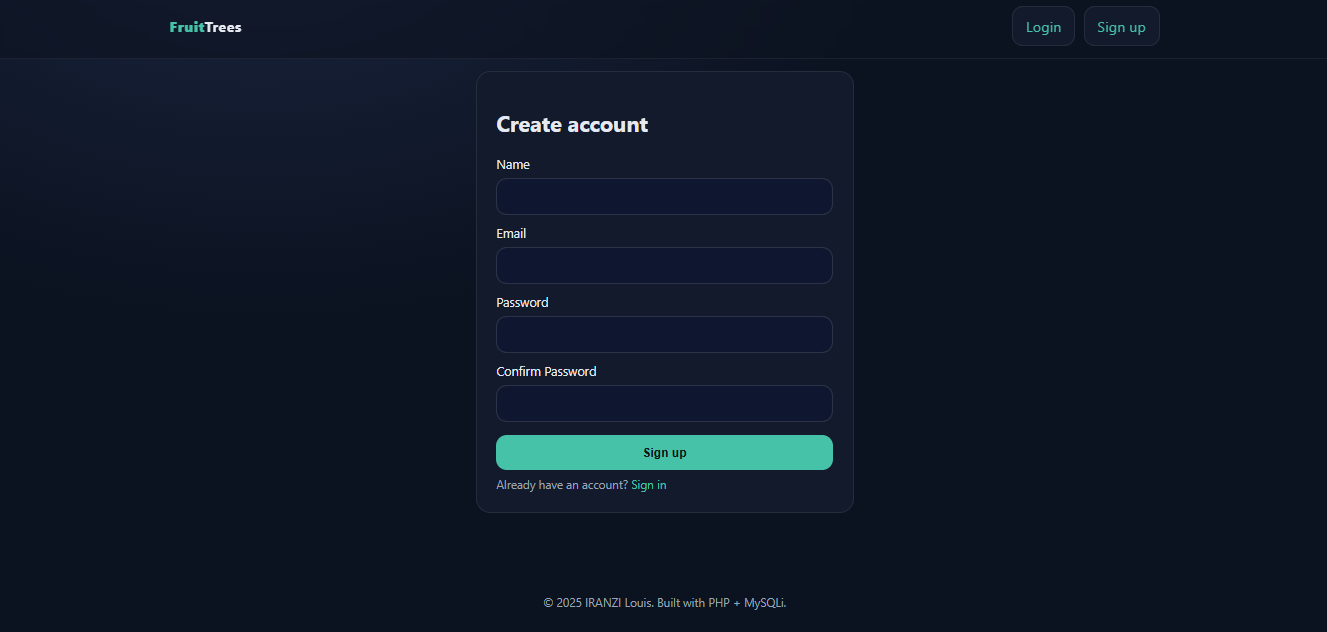 FruitTrees
Login
Sign up
Create account
Name
Email
Password
Confirm Password
Sign up
Already have an account? Sign in
© 2025 IRANZI Louis. Built with PHP + MySQLi.